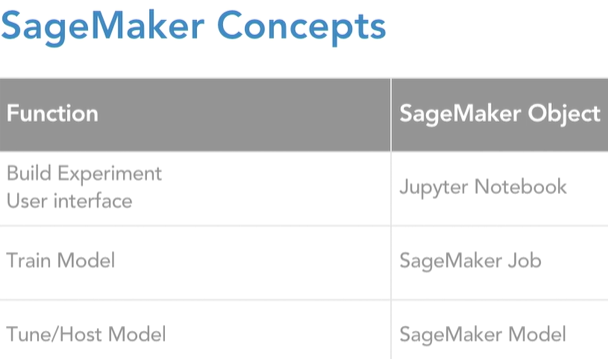 SageMaker Concepts
Function
SageMaker Object
Build Experiment
User interface
Jupyter Notebook
Train Model
SageMaker Job
Tune/Host Model
SageMaker Model